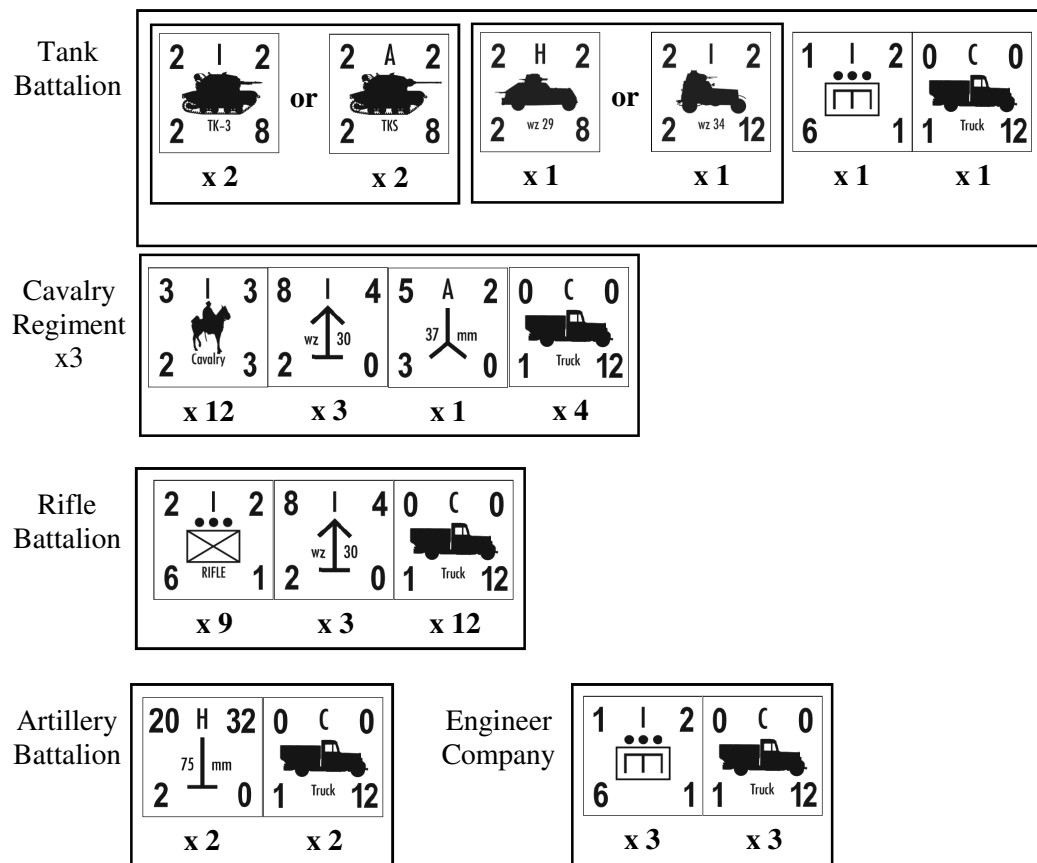 Tank
Battalion
2 I 2
TK-3
2 8
or
2 A 2
TKS
2 8
x 2
x 2
2 H 2
wz 29
2 8
or
2 I 2
wz 34
2 12
x 1
x 1
1 I 2
6 1
x 1
0 C 0
Truck
1 12
x 1
Cavalry
Regiment
x3
3 I 3
Cavalry
2 3
x 12
8 I 4
wz 30
2 0
x 3
5 A 2
37 mm
3 0
x 1
0 C 0
Truck
1 12
x 4
Rifle
Battalion
2 I 2
RIFLE
6 1
x 9
8 I 4
wz 30
2 0
x 3
0 C 0
Truck
1 12
x 12
Artillery
Battalion
20 H 32
75 mm
2 0
x 2
0 C 0
Truck
1 12
x 2
Engineer
Company
1 I 2
6 1
x 3
0 C 0
Truck
1 12
x 3